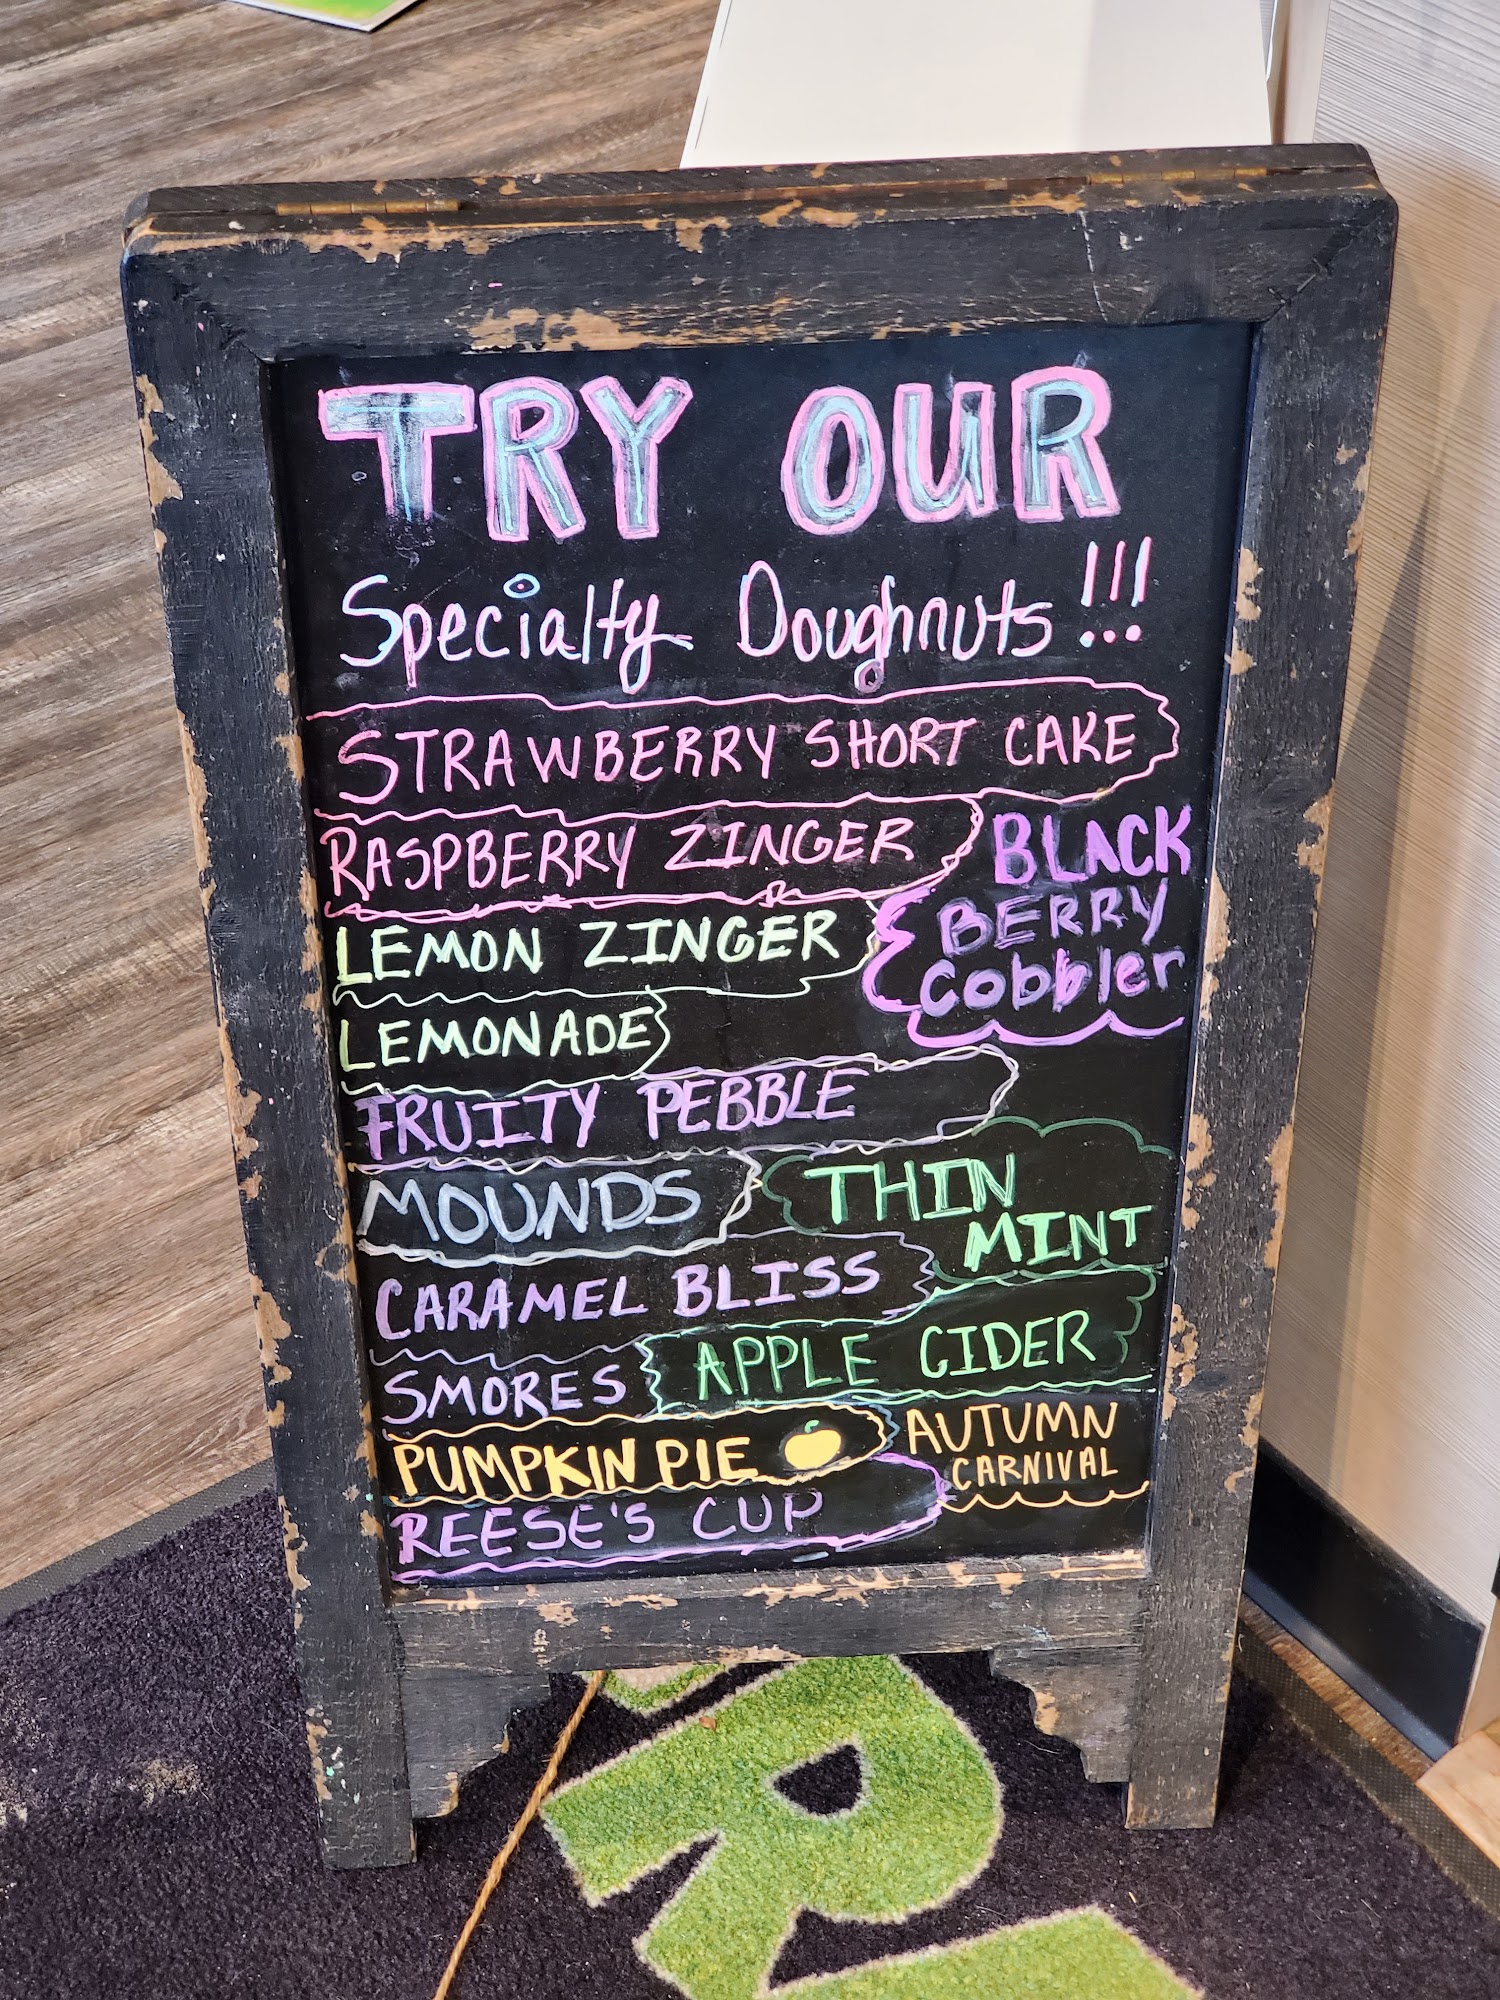 TRY OUR
Specialty Doughnuts!!!
STRAWBERRY SHORT CAKE
RASPBERRY ZINGER
BLACK
BERRY
Cobbler
LEMON ZINGER
LEMONADE
FRUITY PEBBLE
MOUNDS
THIN
MINT
CARAMEL BLISS
APPLE CIDER
SMORES
PUMPKIN PIE
AUTUMN
CARNIVAL
REESE'S CUP
R